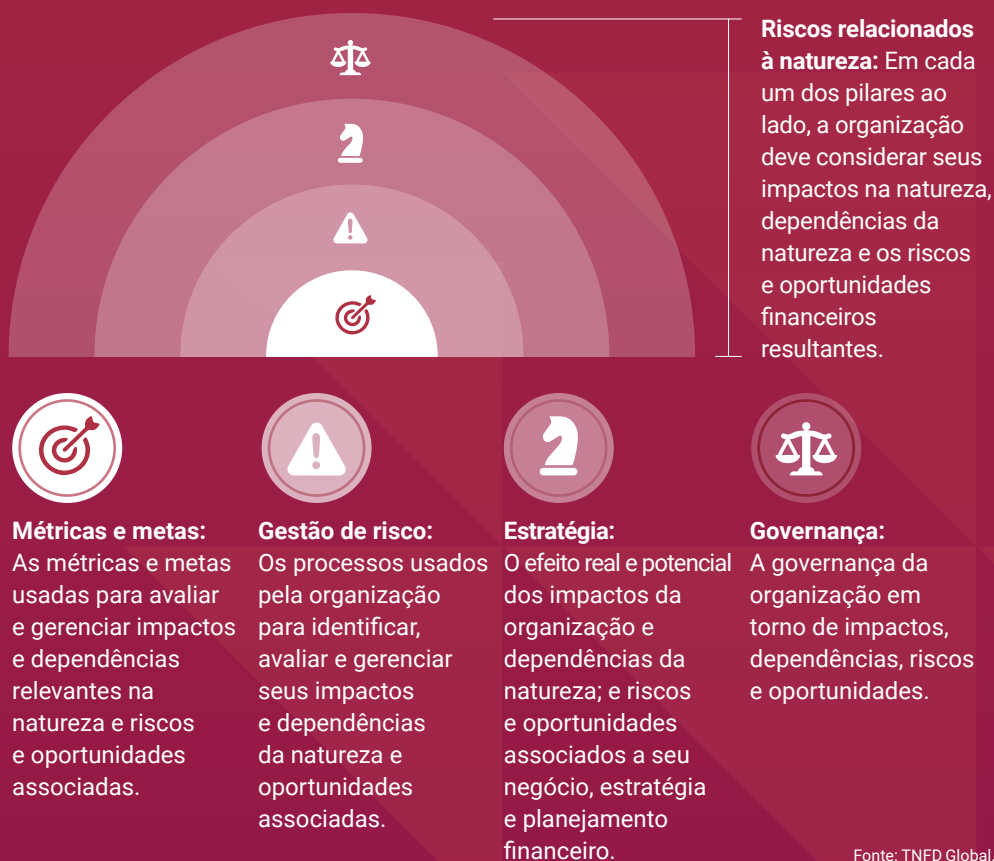 Riscos relacionados
à natureza: Em cada
um dos pilares ao
lado, a organização
deve considerar seus
impactos na natureza,
dependências da
natureza e os riscos
e oportunidades
financeiros
resultantes.
Métricas e metas:
As métricas e metas
usadas para avaliar
e gerenciar impactos
e dependências
relevantes na
natureza e riscos
e oportunidades
associadas.
Gestão de risco:
Os processos usados
pela organização
para identificar,
avaliar e gerenciar
seus impactos
e dependências
da natureza e
oportunidades
associadas.
Estratégia:
O efeito real e potencial
dos impactos da
organização e
dependências da
natureza; e riscos
e oportunidades
associados a seu
negócio, estratégia
e planejamento
financeiro.
Governança:
A governança da
organização em
torno de impactos,
dependências, riscos
e oportunidades.
Fonte: TNFD Global